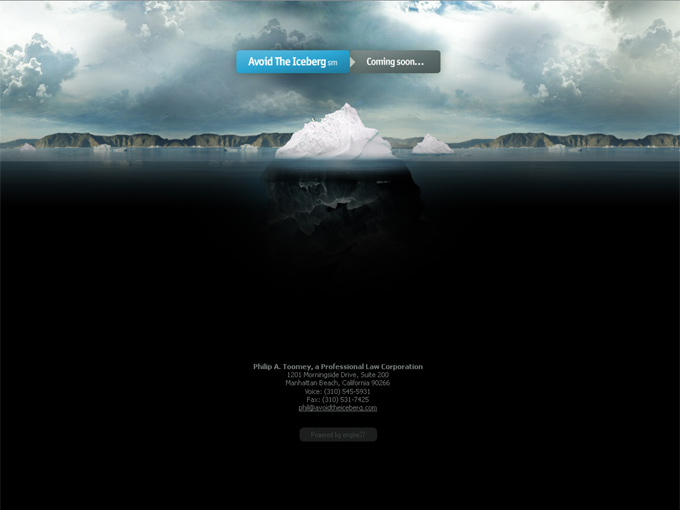 Avoid The Iceberg sm
Coming soon...
Philip A. Toomey, a Professional Law Corporation
1201 Morningside Drive, Suite 200
Manhattan Beach, California 90266
Voice: (310) 545-5931
Fax: (310) 531-7425
phil@avoidtheiceberg.com
Powered by engine77